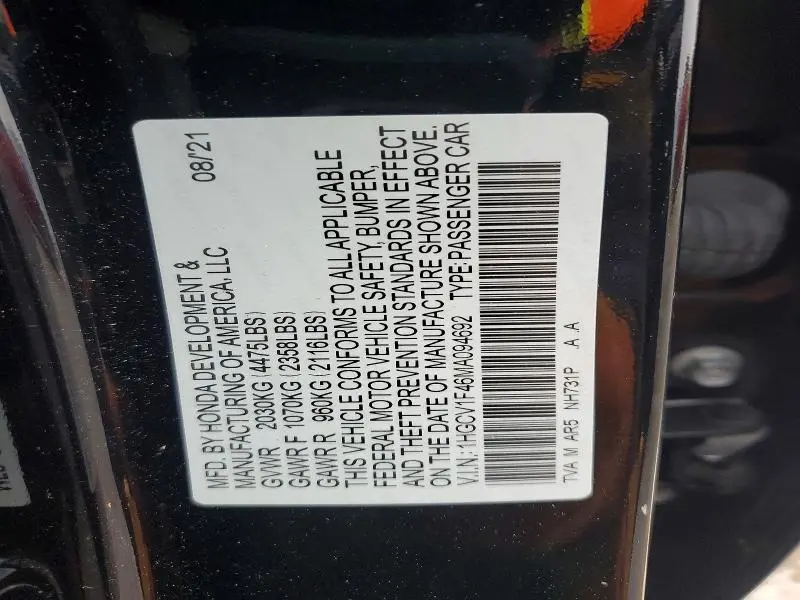 MFD. BY HONDA DEVELOPMENT & 08/21
MANUFACTURING OF AMERICA, LLC
GVWR 2030KG(4475LBS)
GAWR F 1070KG(2358LBS)
GAWR R 960KG(2116LBS)
THIS VEHICLE CONFORMS TO ALL APPLICABLE
FEDERAL MOTOR VEHICLE SAFETY, BUMPER,
AND THEFT PREVENTION STANDARDS IN EFFECT
ON THE DATE OF MANUFACTURE SHOWN ABOVE.
V.I.N.:1HGCV1F46MA094692 TYPE:PASSENGER CAR
TVA M AR5 NH731P .A .A